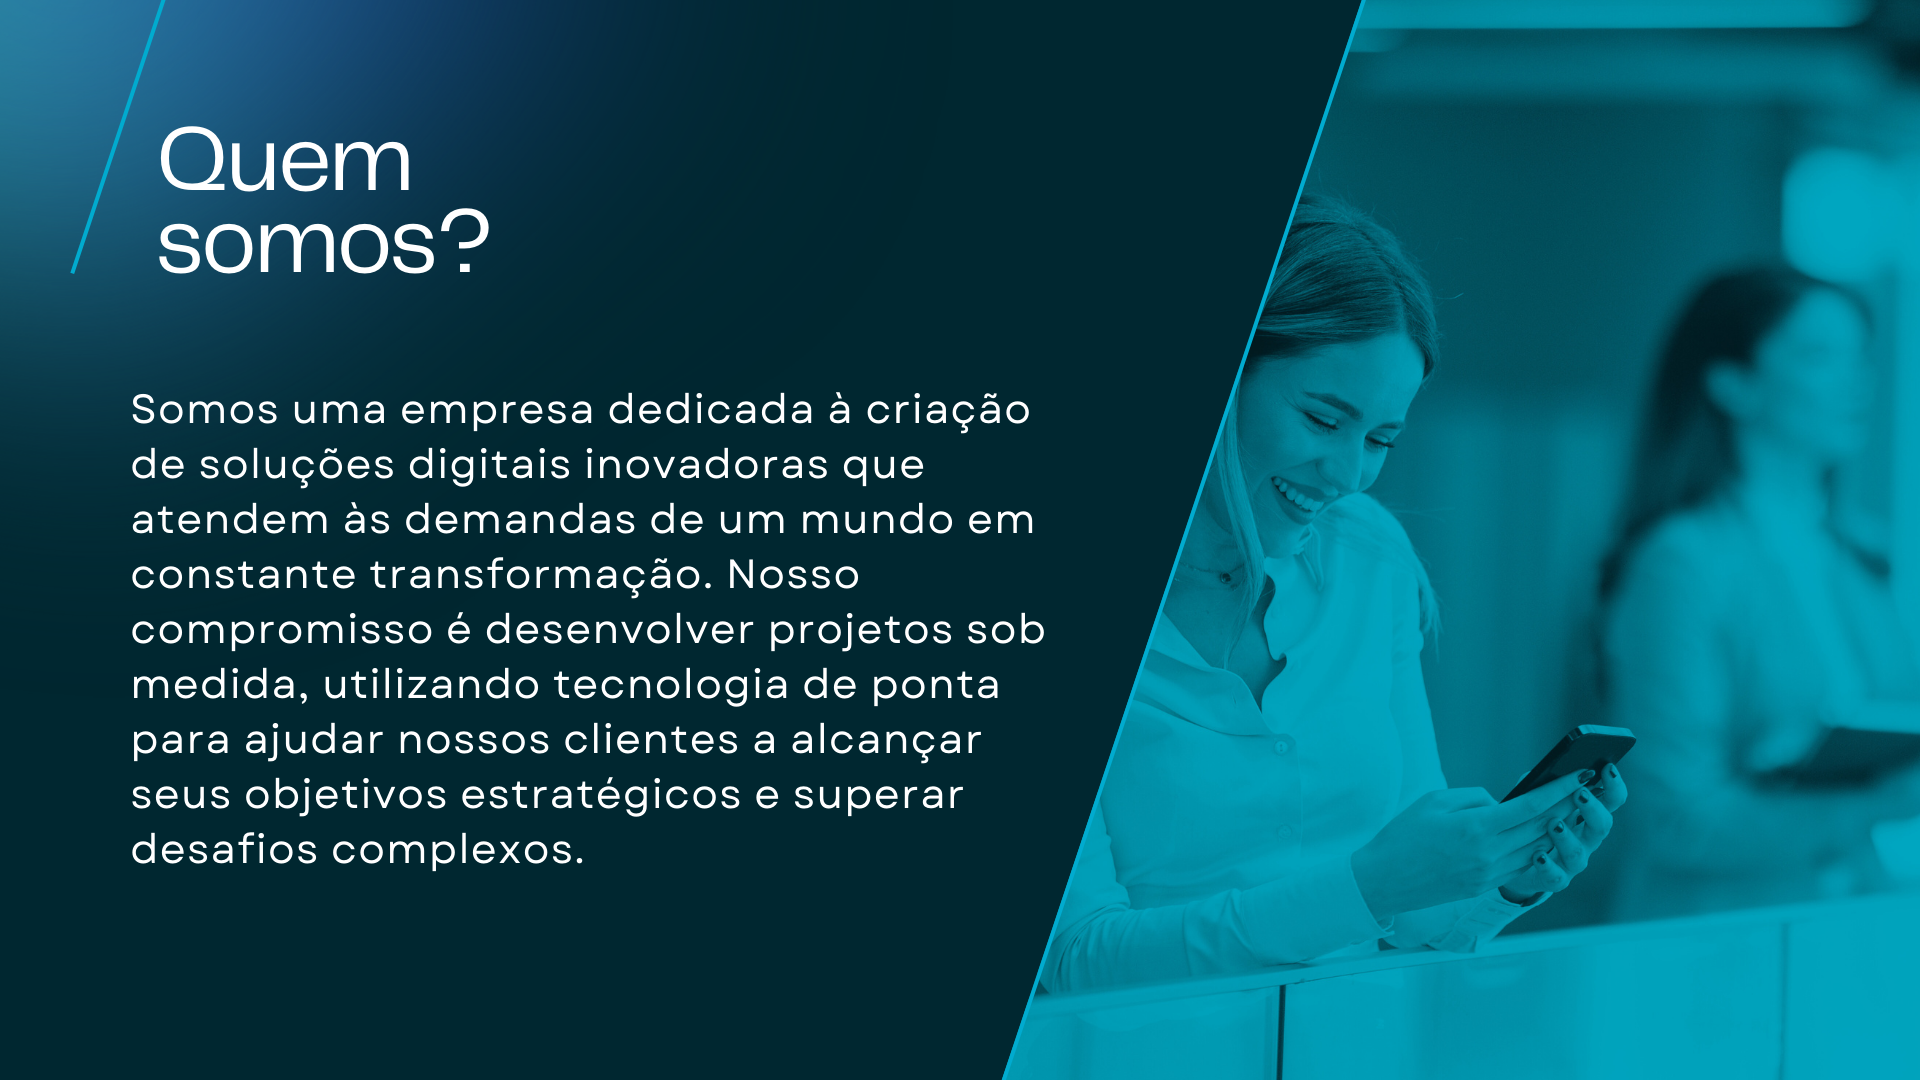 Quem
somos?
Somos uma empresa dedicada à criação
de soluções digitais inovadoras que
atendem às demandas de um mundo em
constante transformação. Nosso
compromisso é desenvolver projetos sob
medida, utilizando tecnologia de ponta
para ajudar nossos clientes a alcançar
seus objetivos estratégicos e superar
desafios complexos.